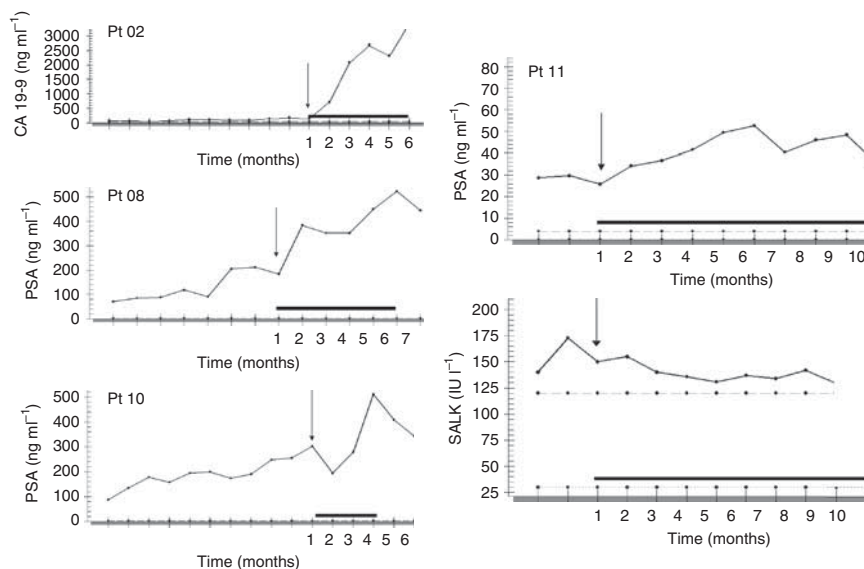 Pt 02
CA 19-9 (ng ml⁻¹)
3000
2500
2000
1500
1000
500
0
1 2 3 4 5 6
Time (months)
Pt 08
PSA (ng ml⁻¹)
500
400
300
200
100
0
1 2 3 4 5 6 7
Time (months)
Pt 10
PSA (ng ml⁻¹)
500
400
300
200
100
0
1 2 3 4 5 6
Time (months)
Pt 11
PSA (ng ml⁻¹)
80
70
60
50
40
30
20
10
0
1 2 3 4 5 6 7 8 9 10
Time (months)
SALK (IU l⁻¹)
200
175
150
125
100
75
50
25
1 2 3 4 5 6 7 8 9 10
Time (months)